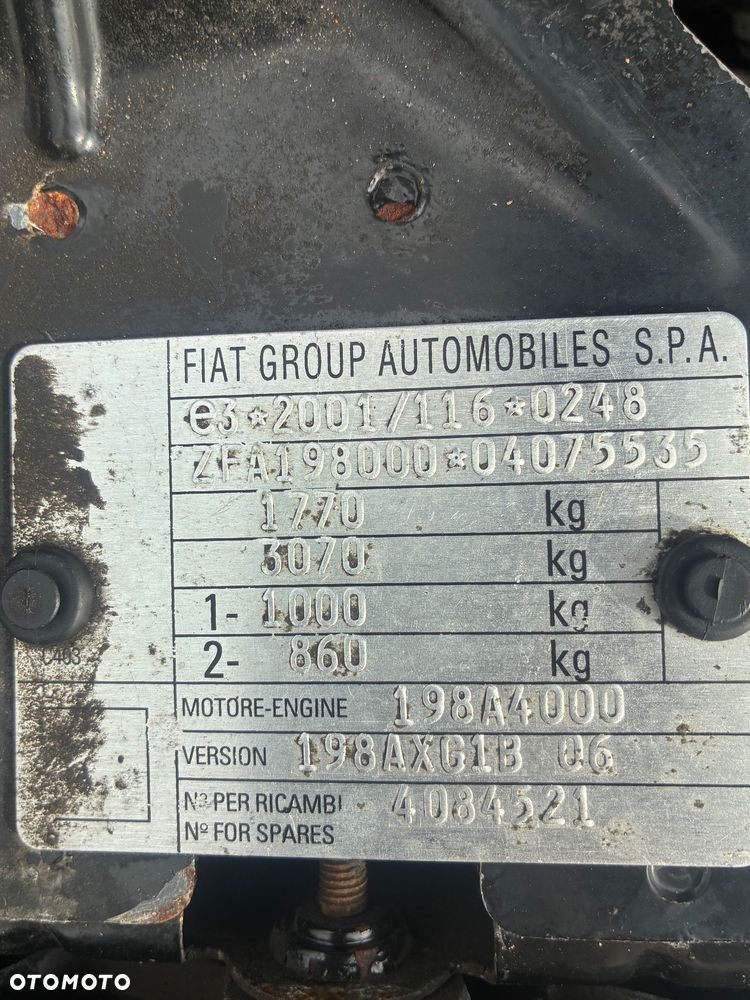 FIAT GROUP AUTOMOBILES S.P.A.
e3*2001/116*0248
ZFA198000*04075535
1770 kg
3070 kg
1- 1000 kg
2- 860 kg
MOTORE-ENGINE 198A4000
VERSION 198AXG1B 06
Nº PER RICAMBI 4084521
Nº FOR SPARES
OTOMOTO